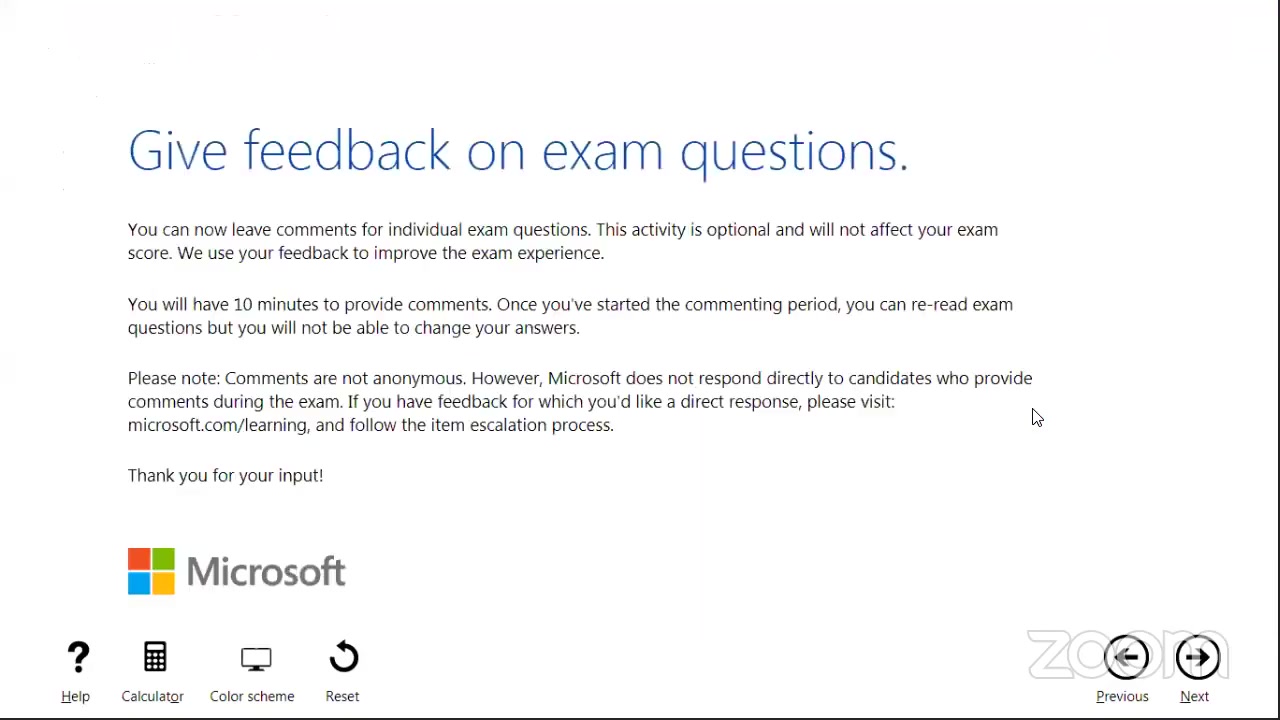 Give feedback on exam questions.
You can now leave comments for individual exam questions. This activity is optional and will not affect your exam
score. We use your feedback to improve the exam experience.
You will have 10 minutes to provide comments. Once you've started the commenting period, you can re-read exam
questions but you will not be able to change your answers.
Please note: Comments are not anonymous. However, Microsoft does not respond directly to candidates who provide
comments during the exam. If you have feedback for which you'd like a direct response, please visit:
microsoft.com/learning, and follow the item escalation process.
Thank you for your input!
Microsoft
zoom
Help Calculator Color scheme Reset Previous Next